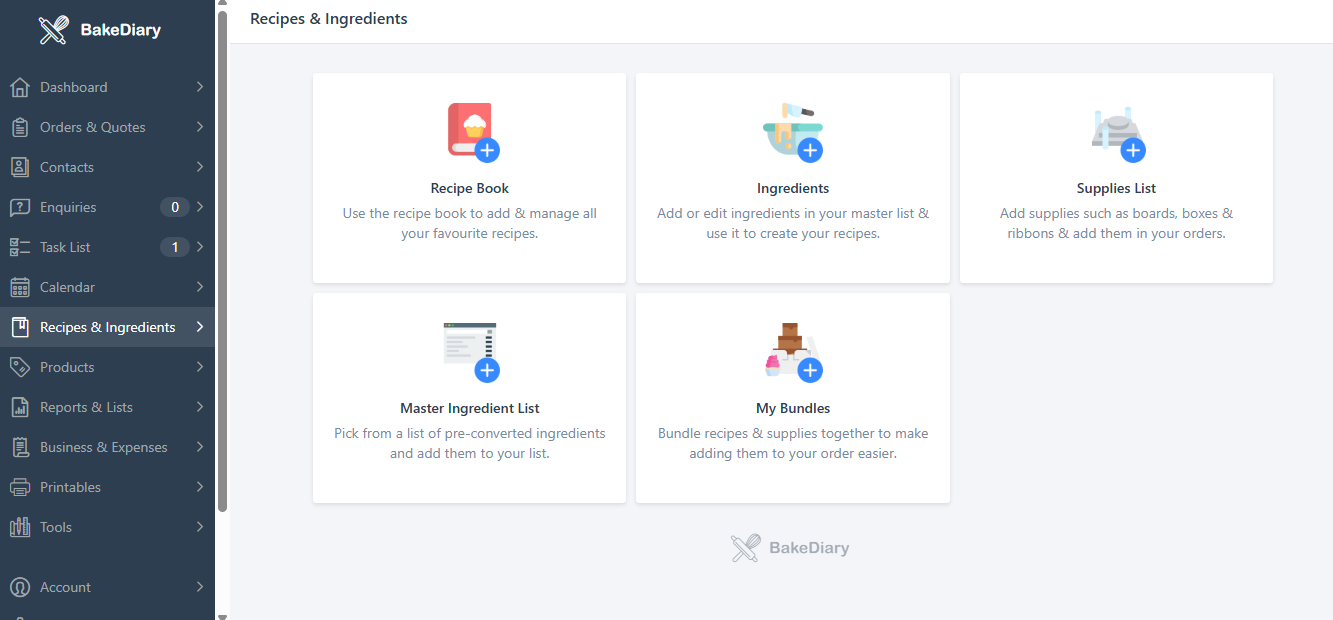 BakeDiary
Dashboard
Orders & Quotes
Contacts
Enquiries 0
Task List 1
Calendar
Recipes & Ingredients
Products
Reports & Lists
Business & Expenses
Printables
Tools
Account
Recipes & Ingredients
Recipe Book
Use the recipe book to add & manage all
your favourite recipes.
Ingredients
Add or edit ingredients in your master list &
use it to create your recipes.
Supplies List
Add supplies such as boards, boxes &
ribbons & add them in your orders.
Master Ingredient List
Pick from a list of pre-converted ingredients
and add them to your list.
My Bundles
Bundle recipes & supplies together to make
adding them to your order easier.
BakeDiary